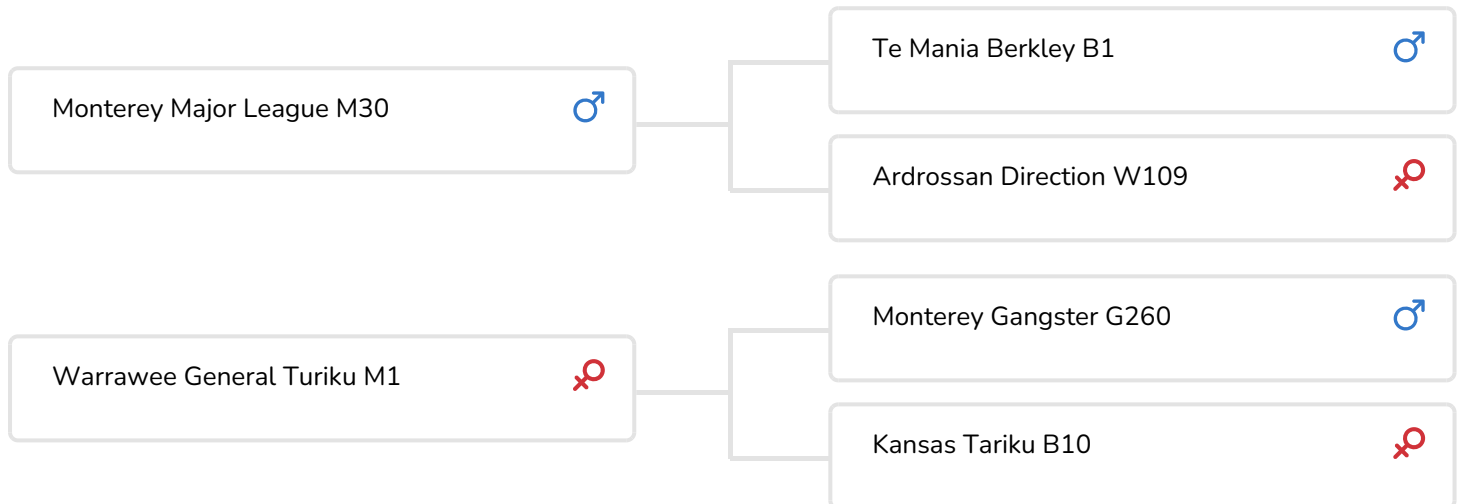 Te Mania Berkley B1
Monterey Major League M30
Ardrossan Direction W109
Monterey Gangster G260
Warrawee General Turiku M1
Kansas Tariku B10